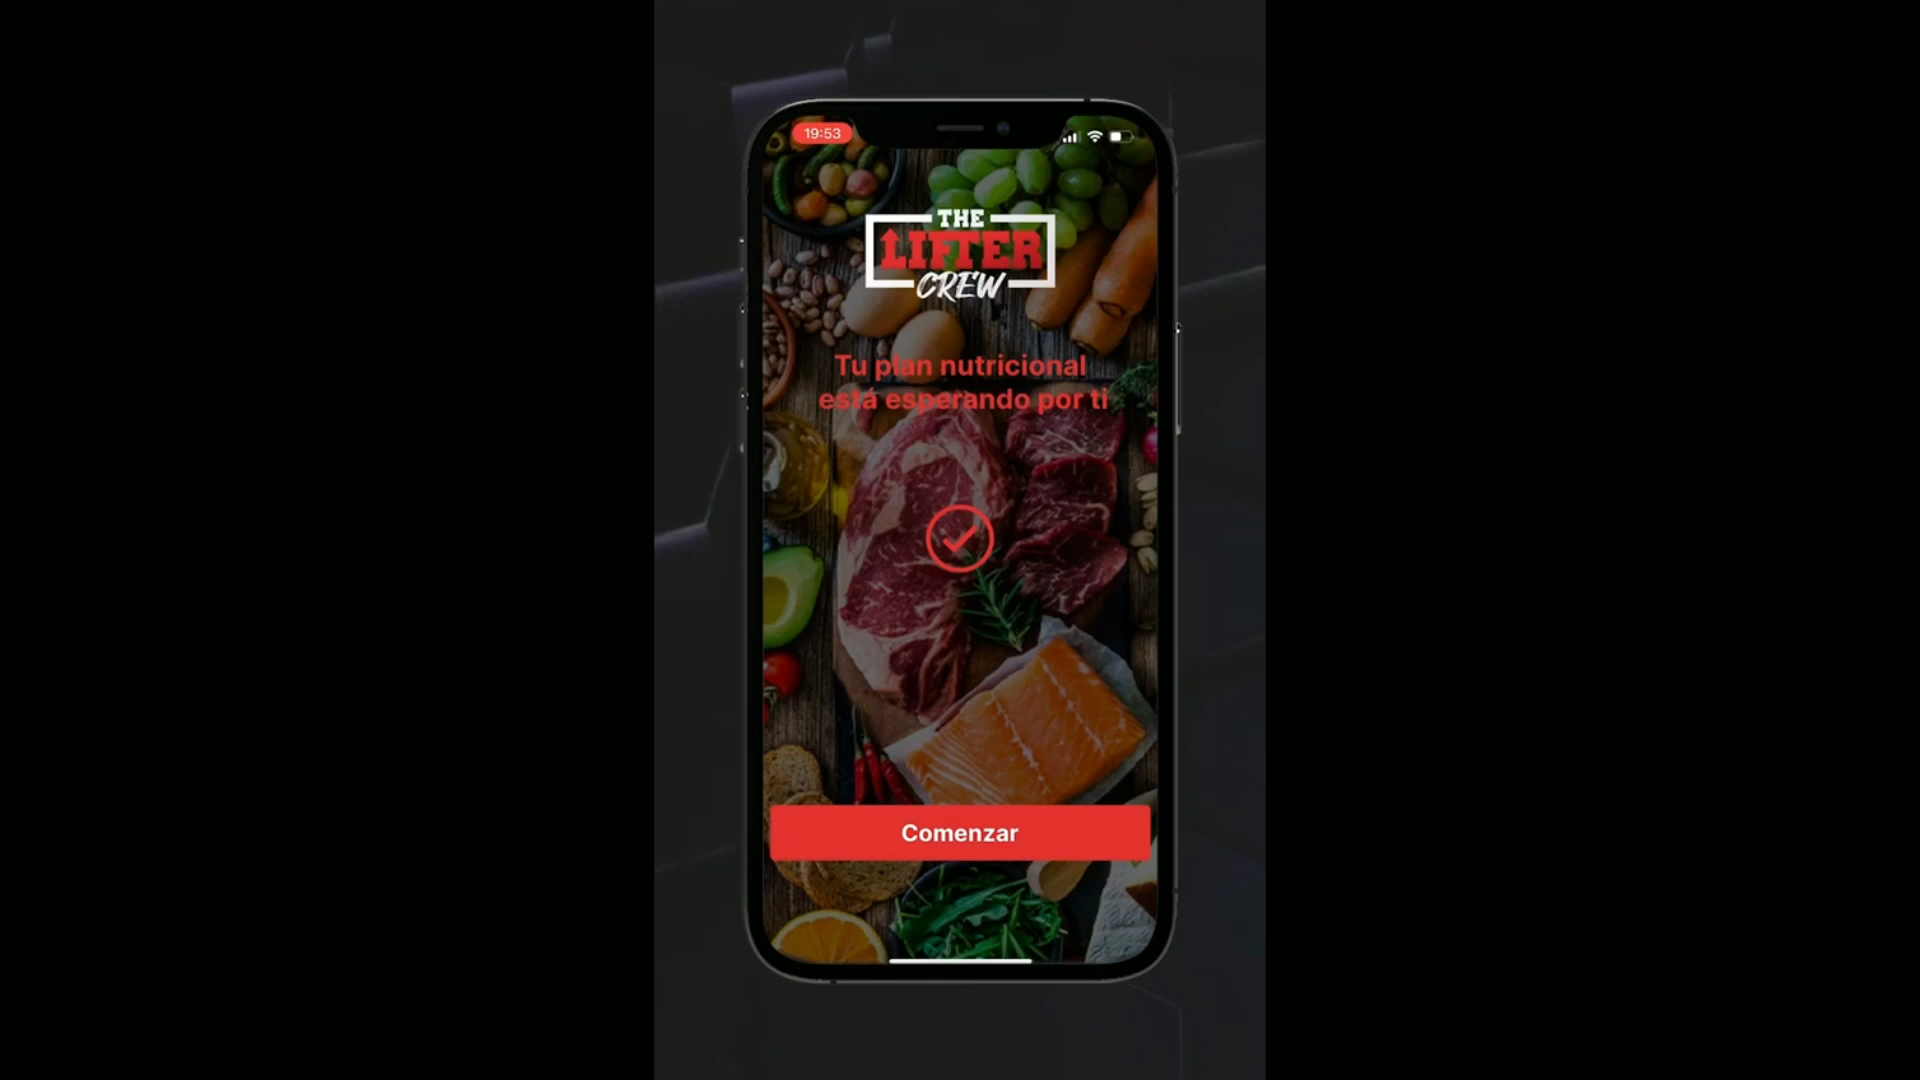 19:53
THE
LIFTER
CREW
Tu plan nutricional
está esperando por ti
Comenzar